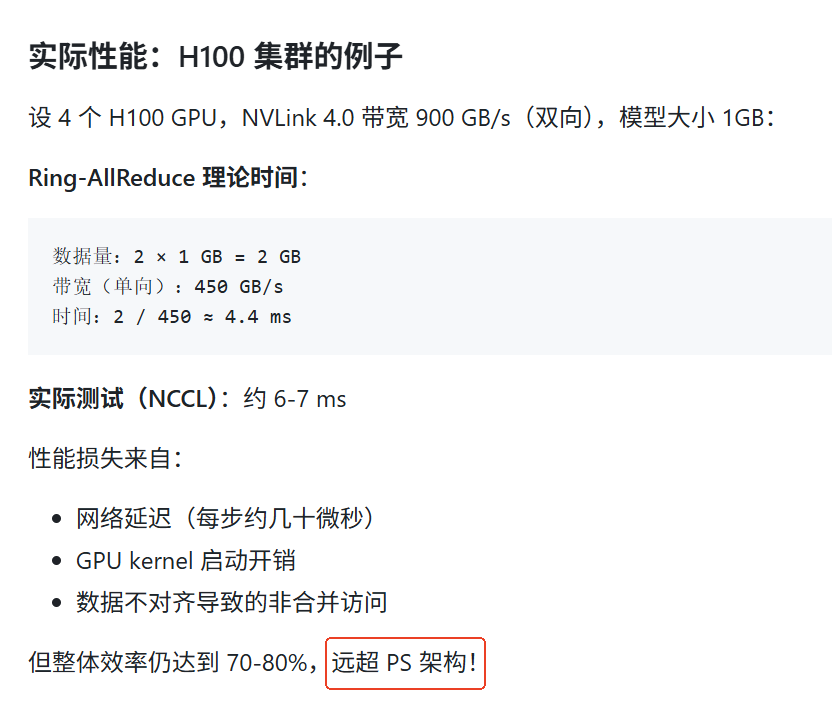 实际性能：H100 集群的例子
设 4 个 H100 GPU，NVLink 4.0 带宽 900 GB/s（双向），模型大小 1GB：
Ring-AllReduce 理论时间：
数据量：2 × 1 GB = 2 GB
带宽（单向）：450 GB/s
时间：2 / 450 ≈ 4.4 ms
实际测试（NCCL）：约 6-7 ms
性能损失来自：
• 网络延迟（每步约几十微秒）
• GPU kernel 启动开销
• 数据不对齐导致的非合并访问
但整体效率仍达到 70-80%，远超 PS 架构！